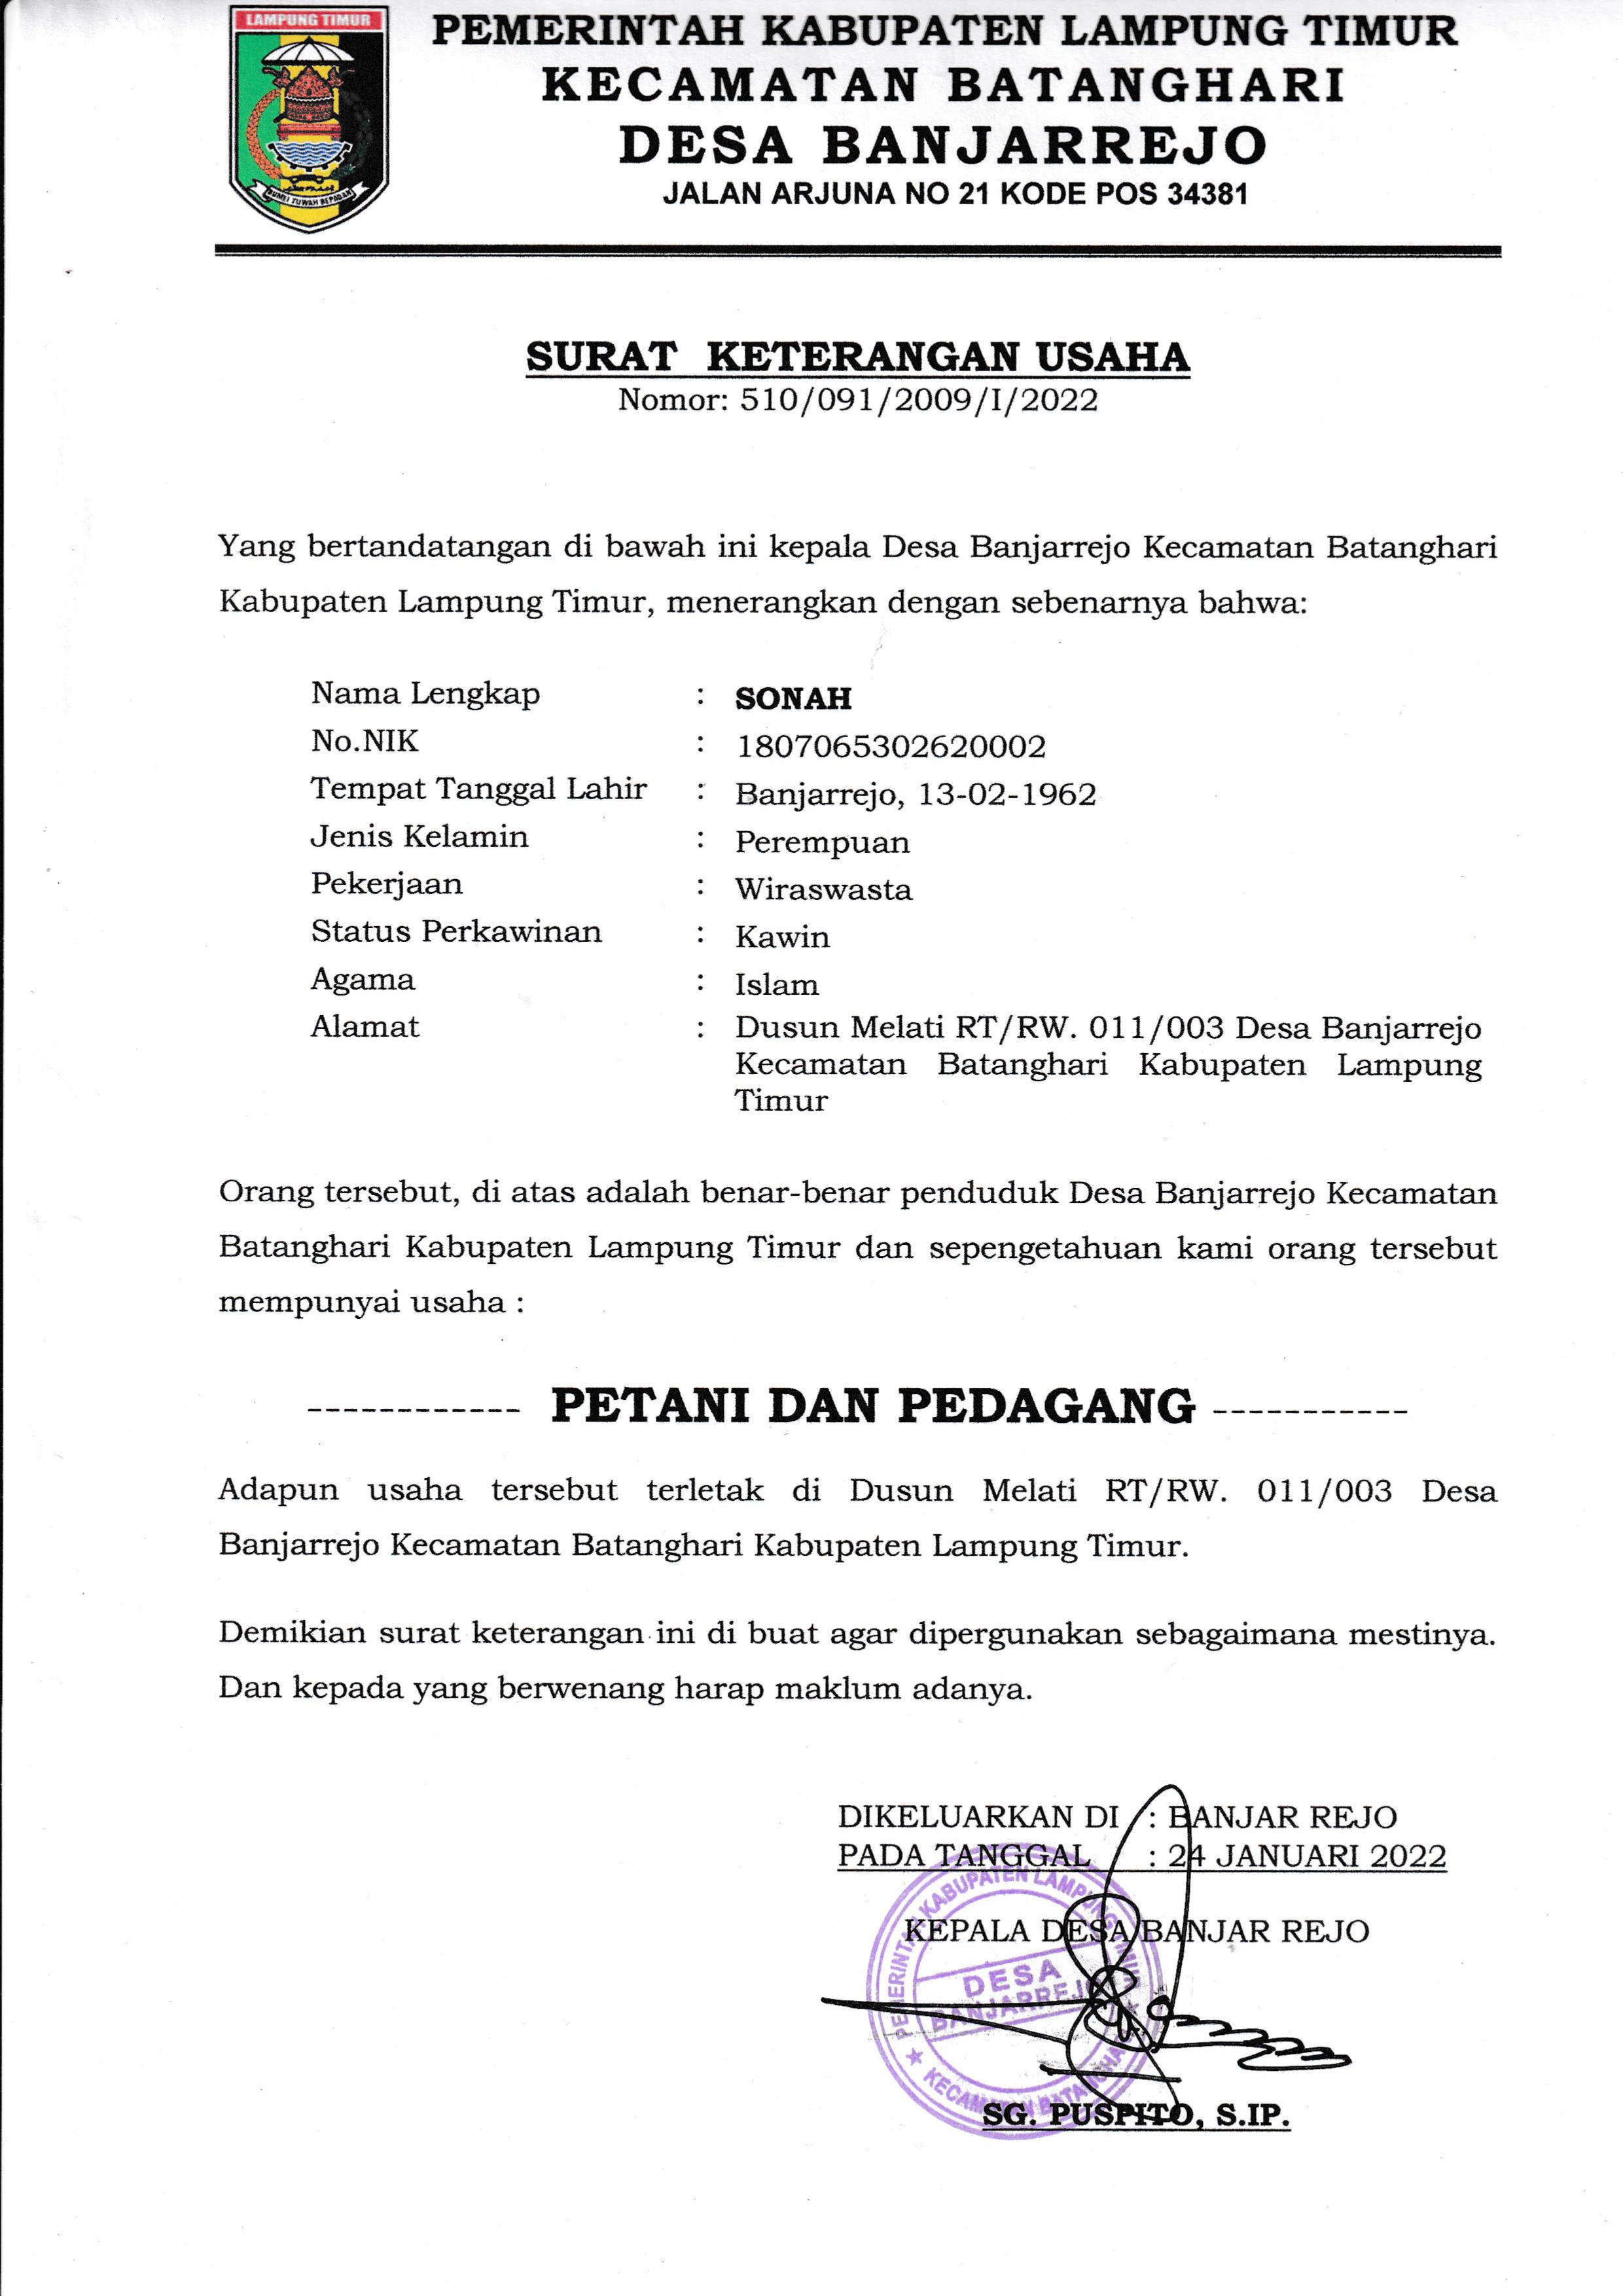 LAMPUNG TIMUR
BUMEI TUWAH BEPADAN
PEMERINTAH KABUPATEN LAMPUNG TIMUR
KECAMATAN BATANGHARI
DESA BANJARREJO
JALAN ARJUNA NO 21 KODE POS 34381
SURAT KETERANGAN USAHA
Nomor: 510/091/2009/I/2022
Yang bertandatangan di bawah ini kepala Desa Banjarrejo Kecamatan Batanghari
Kabupaten Lampung Timur, menerangkan dengan sebenarnya bahwa:
Nama Lengkap : SONAH
No.NIK : 1807065302620002
Tempat Tanggal Lahir : Banjarrejo, 13-02-1962
Jenis Kelamin : Perempuan
Pekerjaan : Wiraswasta
Status Perkawinan : Kawin
Agama : Islam
Alamat : Dusun Melati RT/RW. 011/003 Desa Banjarrejo
Kecamatan Batanghari Kabupaten Lampung
Timur
Orang tersebut, di atas adalah benar-benar penduduk Desa Banjarrejo Kecamatan
Batanghari Kabupaten Lampung Timur dan sepengetahuan kami orang tersebut
mempunyai usaha :
------------ PETANI DAN PEDAGANG -----------
Adapun usaha tersebut terletak di Dusun Melati RT/RW. 011/003 Desa
Banjarrejo Kecamatan Batanghari Kabupaten Lampung Timur.
Demikian surat keterangan ini di buat agar dipergunakan sebagaimana mestinya.
Dan kepada yang berwenang harap maklum adanya.
DIKELUARKAN DI : BANJAR REJO
PADA TANGGAL : 24 JANUARI 2022
KEPALA DESA BANJAR REJO
PEMERINTAH KABUPATEN LAMPUNG TIMUR
DESA
BANJARREJO
KECAMATAN BATANGHARI
SG. PUSPITO, S.IP.